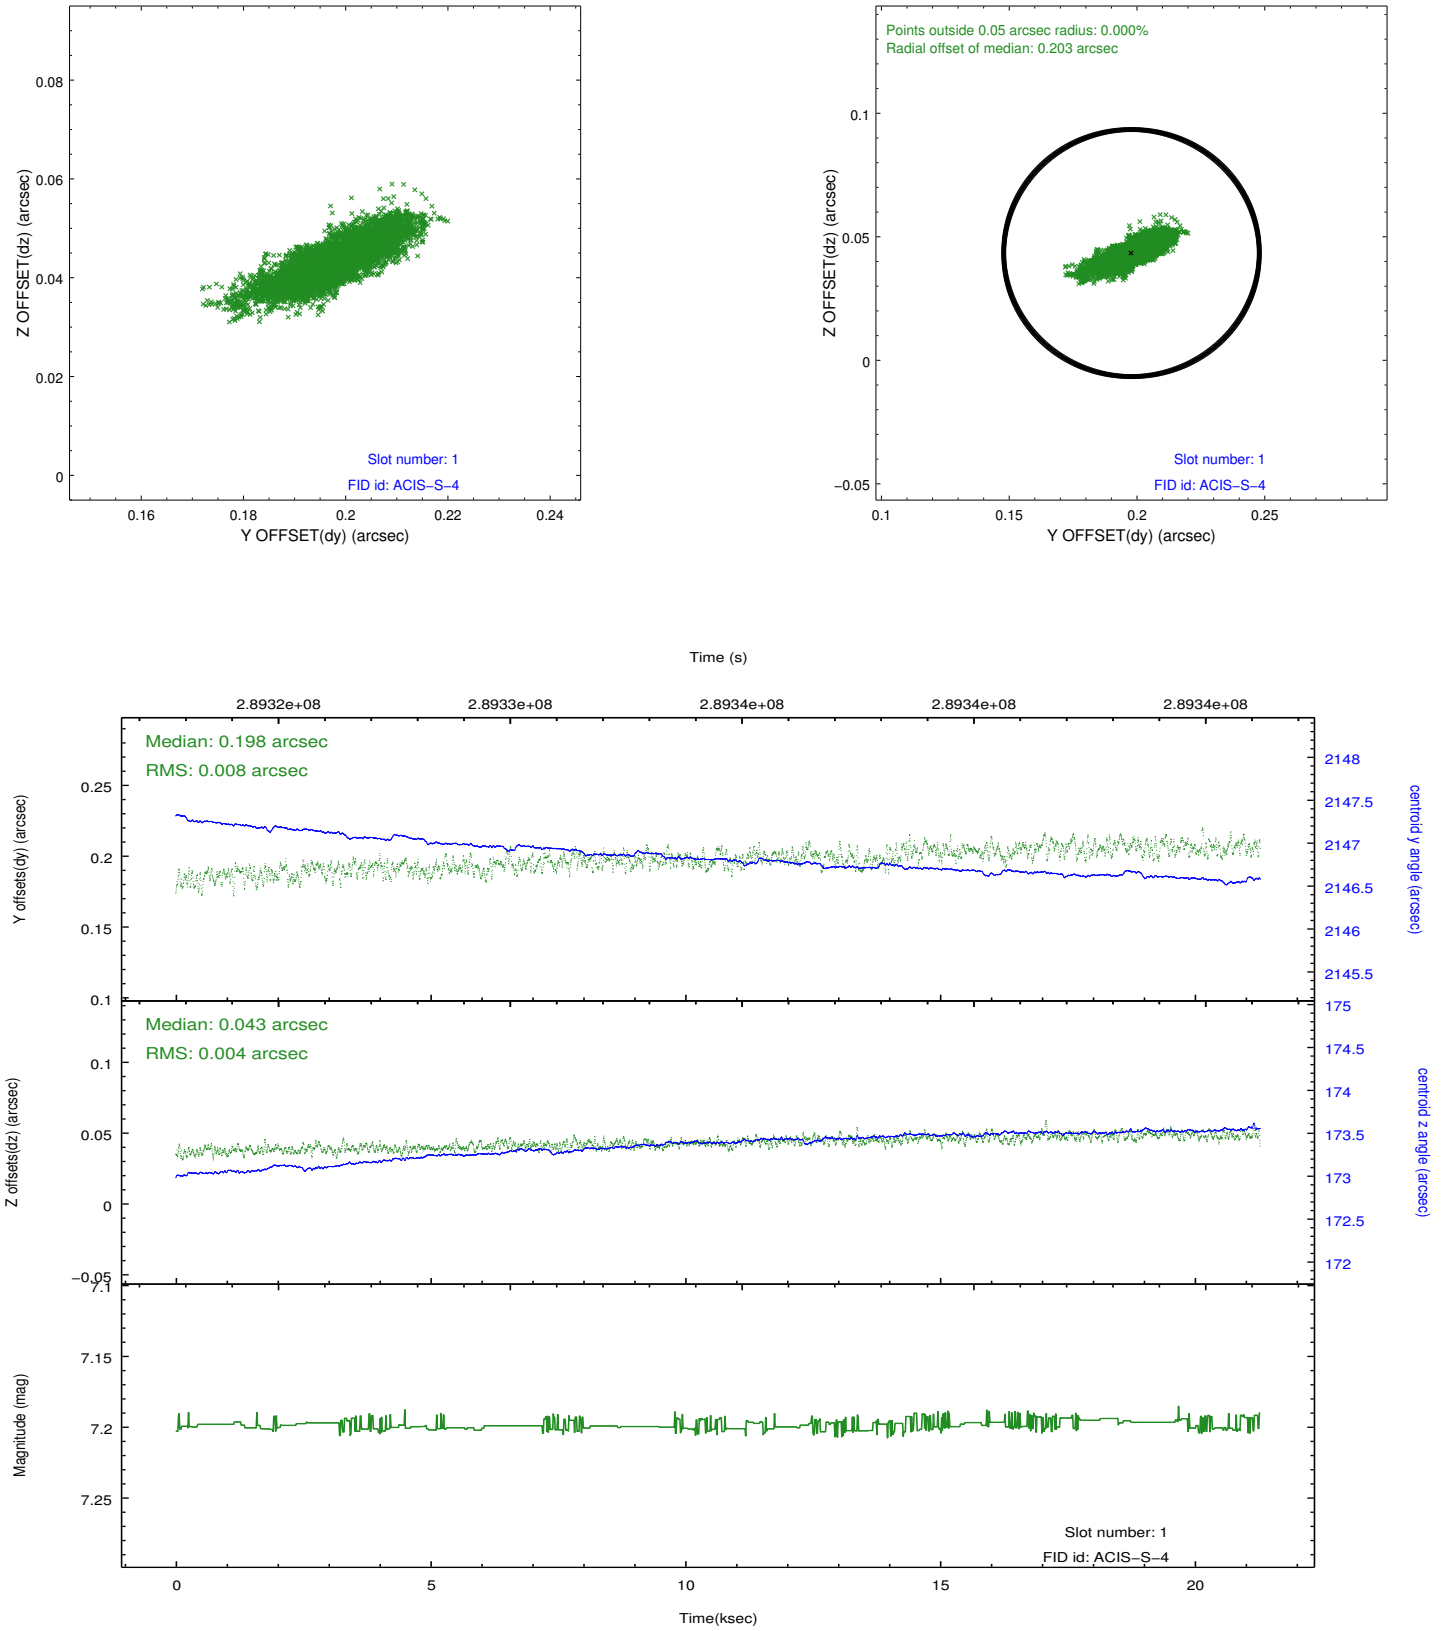 0.08
0.06
0.04
0.02
0
Z OFFSET(dz) (arcsec)
Slot number: 1
FID id: ACIS−S−4
0.16
0.18
0.2
0.22
0.24
Y OFFSET(dy) (arcsec)
Points outside 0.05 arcsec radius: 0.000%
Radial offset of median: 0.203 arcsec
0.1
0.05
0
−0.05
Z OFFSET(dz) (arcsec)
Slot number: 1
FID id: ACIS−S−4
0.1
0.15
0.2
0.25
Y OFFSET(dy) (arcsec)
Time (s)
2.8932e+08
2.8933e+08
2.8934e+08
2.8934e+08
2.8934e+08
Median: 0.198 arcsec
RMS: 0.008 arcsec
0.25
0.2
0.15
0.1
Y offsets(dy) (arcsec)
2148
2147.5
2147
2146.5
2146
2145.5
centroid y angle (arcsec)
Median: 0.043 arcsec
RMS: 0.004 arcsec
0.1
0.05
0
−0.05
Z offsets(dz) (arcsec)
175
174.5
174
173.5
173
172.5
172
centroid z angle (arcsec)
7.1
7.15
7.2
7.25
Magnitude (mag)
Slot number: 1
FID id: ACIS−S−4
0
5
10
15
20
Time(ksec)